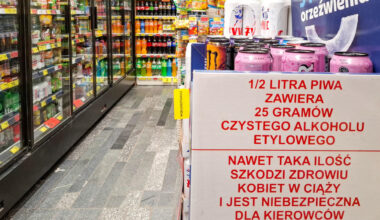 orzeźwienia
1/2 LITRA PIWA
ZAWIERA
25 GRAMÓW
CZYSTEGO ALKOHOLU
ETYLOWEGO
NAWET TAKA ILOŚĆ
SZKODZI ZDROWIU
KOBIET W CIĄŻY
I JEST NIEBEZPIECZNA
DLA KIEROWCÓW